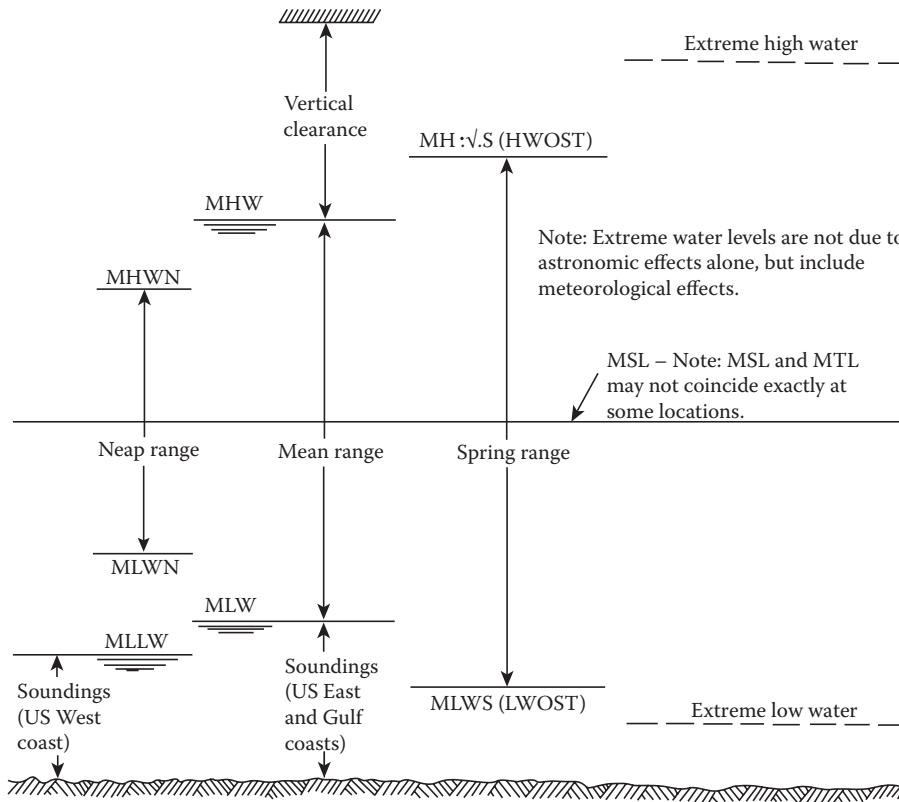 Extreme high water
Vertical
clearance
MH :√.S (HWOST)
MHW
Note: Extreme water levels are not due to
astronomic effects alone, but include
meteorological effects.
MHWN
MSL – Note: MSL and MTL
may not coincide exactly at
some locations.
Neap range
Mean range
Spring range
MLWN
MLW
MLLW
Soundings
(US West
coast)
Soundings
(US East
and Gulf
coasts)
MLWS (LWOST)
Extreme low water